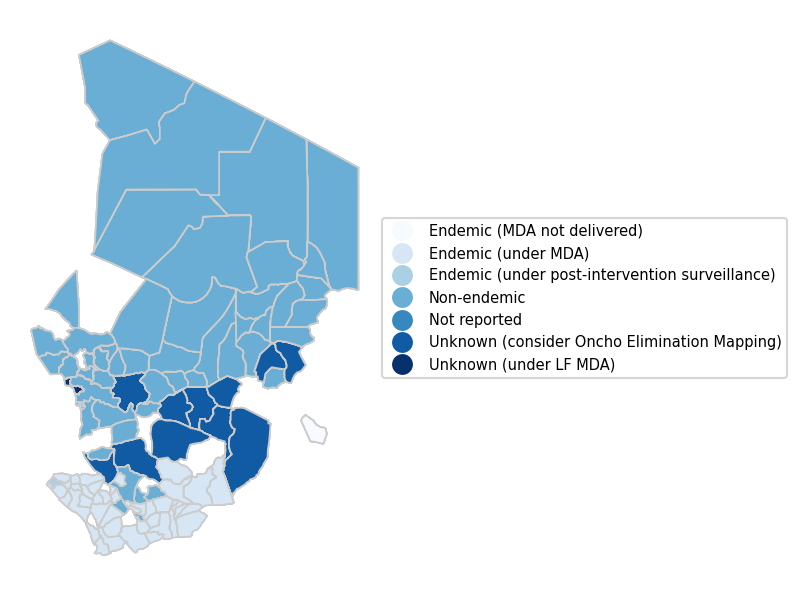 Endemic (MDA not delivered)
Endemic (under MDA)
Endemic (under post-intervention surveillance)
Non-endemic
Not reported
Unknown (consider Oncho Elimination Mapping)
Unknown (under LF MDA)